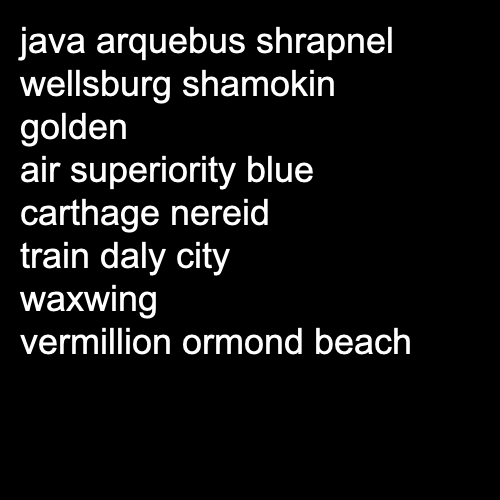 java arquebus shrapnel
wellsburg shamokin
golden
air superiority blue
carthage nereid
train daly city
waxwing
vermillion ormond beach